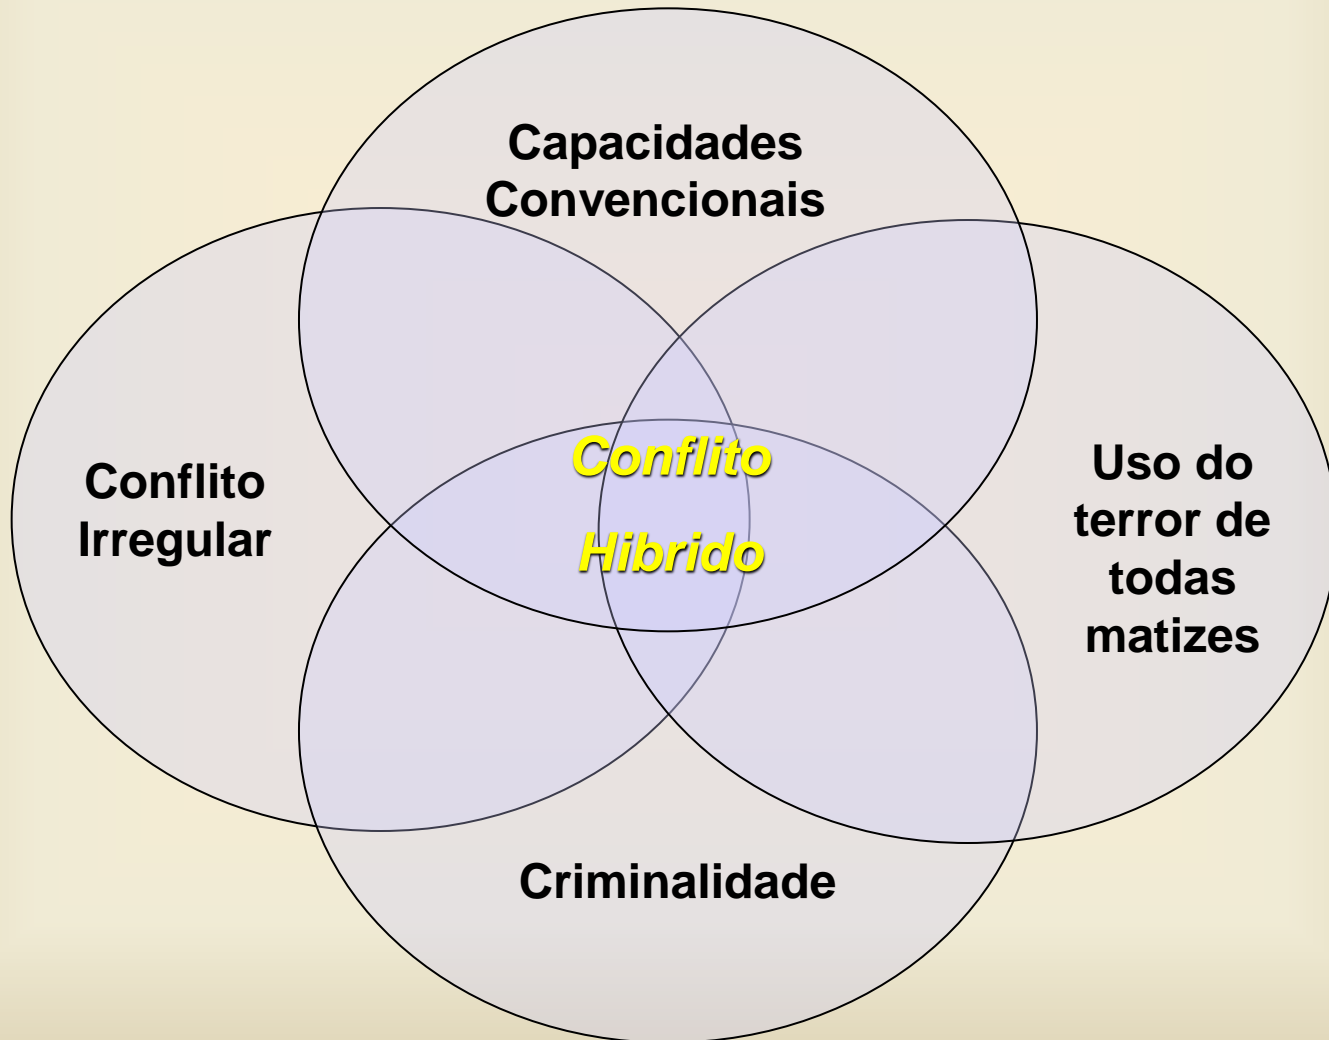 Capacidades
Convencionais
Conflito
Irregular
Conflito
Hibrido
Uso do
terror de
todas
matizes
Criminalidade